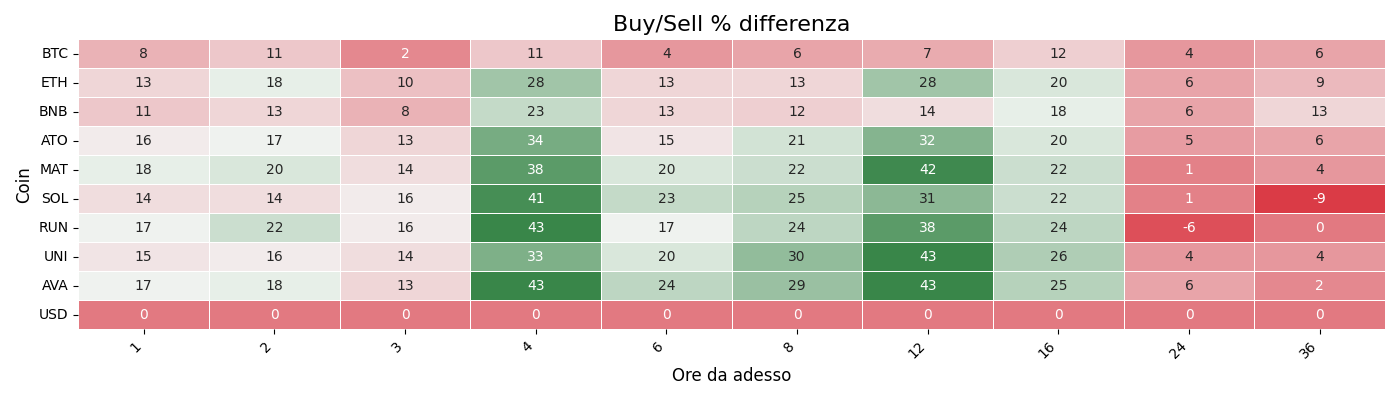 Buy/Sell % differenza
BTC 8 11 2 11 4 6 7 12 4 6
ETH 13 18 10 28 13 13 28 20 6 9
BNB 11 13 8 23 13 12 14 18 6 13
ATO 16 17 13 34 15 21 32 20 5 6
MAT 18 20 14 38 20 22 42 22 1 4
SOL 14 14 16 41 23 25 31 22 1 -9
RUN 17 22 16 43 17 24 38 24 -6 0
UNI 15 16 14 33 20 30 43 26 4 4
AVA 17 18 13 43 24 29 43 25 6 2
USD 0 0 0 0 0 0 0 0 0 0
Coin
1 2 3 4 6 8 12 16 24 36
Ore da adesso